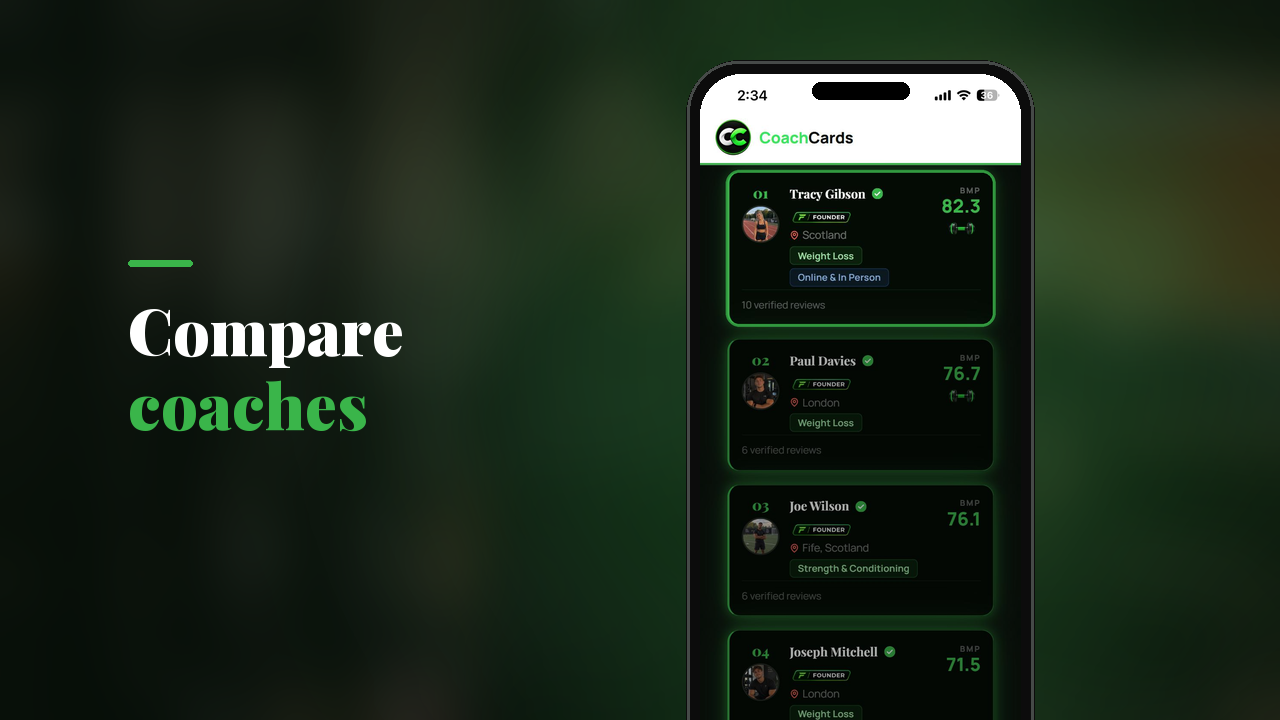 Compare
coaches
2:34
36
CC
CoachCards
01
Tracy Gibson
BMP
82.3
F / FOUNDER
Scotland
Weight Loss
Online & In Person
10 verified reviews
02
Paul Davies
BMP
76.7
F / FOUNDER
London
Weight Loss
6 verified reviews
03
Joe Wilson
BMP
76.1
F / FOUNDER
Fife, Scotland
Strength & Conditioning
6 verified reviews
04
Joseph Mitchell
BMP
71.5
F / FOUNDER
London
Weight Loss